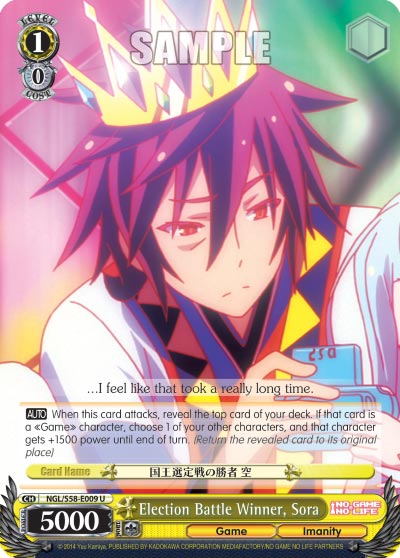 LEVEL
1
0
COST
SAMPLE
DSI
…I feel like that took a really long time.
AUTO When this card attacks, reveal the top card of your deck. If that card is
a «Game» character, choose 1 of your other characters, and that character
gets +1500 power until end of turn. (Return the revealed card to its original
place)
Card Name 国王選定戦の勝者 空
CH NGL/S58-E009 U
POWER 5000
Election Battle Winner, Sora
NO GAME NO LIFE
Game Imanity
© 2014 Yuu Kamiya, PUBLISHED BY KADOKAWA CORPORATION MEDIAFACTORY/NO GAME NO LIFE PARTNERS